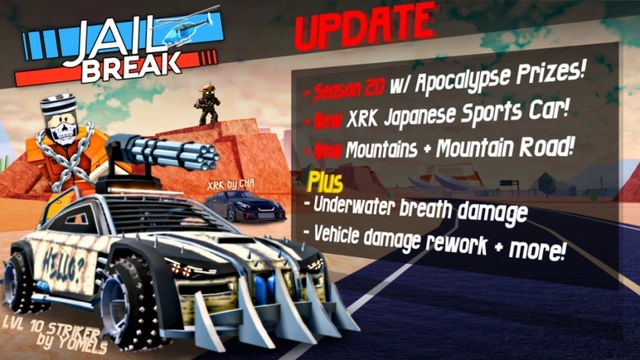 JAIL
BREAK
UPDATE
- Season 20 w/ Apocalypse Prizes!
- New XRK Japanese Sports Car!
- New Mountains + Mountain Road!
Plus
- Underwater breath damage
- Vehicle damage rework + more!
XRK by CHA
HELLO?
LVL 10 STRIKER
by YOMELS